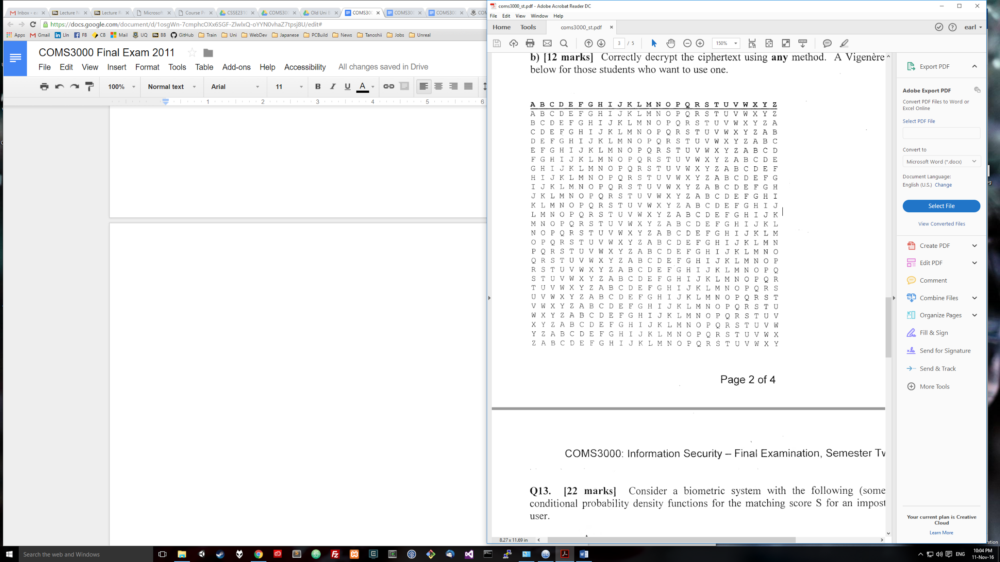 Inbox - ea
Lecture N
Lecture R
Microsoft
Course Pr
CSSE2310
COMS300
Old Uni B
COMS300
COMS300
COMS300
COM
https://docs.google.com/document/d/1osgWn-7cmphcOXx6SGF-ZlwlxQ-oYYN0vhaZ7tpsj8U/edit#
Apps Gmail LIn FB CB Mail UQ BB GitHub Train Uni WebDev Japanese PCBuild News Tanoshii Jobs Unreal
COMS3000 Final Exam 2011
File Edit View Insert Format Tools Table Add-ons Help Accessibility All changes saved in Drive
100% Normal text Arial 11 B I U A
1 2 3 4 5 6
coms3000_st.pdf - Adobe Acrobat Reader DC
File Edit View Window Help
Home Tools coms3000_st.pdf earl
3 / 5 150%
b) [12 marks] Correctly decrypt the ciphertext using any method. A Vigenère
below for those students who want to use one.
A B C D E F G H I J K L M N O P Q R S T U V W X Y Z
A B C D E F G H I J K L M N O P Q R S T U V W X Y Z
B C D E F G H I J K L M N O P Q R S T U V W X Y Z A
C D E F G H I J K L M N O P Q R S T U V W X Y Z A B
D E F G H I J K L M N O P Q R S T U V W X Y Z A B C
E F G H I J K L M N O P Q R S T U V W X Y Z A B C D
F G H I J K L M N O P Q R S T U V W X Y Z A B C D E
G H I J K L M N O P Q R S T U V W X Y Z A B C D E F
H I J K L M N O P Q R S T U V W X Y Z A B C D E F G
I J K L M N O P Q R S T U V W X Y Z A B C D E F G H
J K L M N O P Q R S T U V W X Y Z A B C D E F G H I
K L M N O P Q R S T U V W X Y Z A B C D E F G H I J
L M N O P Q R S T U V W X Y Z A B C D E F G H I J K
M N O P Q R S T U V W X Y Z A B C D E F G H I J K L
N O P Q R S T U V W X Y Z A B C D E F G H I J K L M
O P Q R S T U V W X Y Z A B C D E F G H I J K L M N
P Q R S T U V W X Y Z A B C D E F G H I J K L M N O
Q R S T U V W X Y Z A B C D E F G H I J K L M N O P
R S T U V W X Y Z A B C D E F G H I J K L M N O P Q
S T U V W X Y Z A B C D E F G H I J K L M N O P Q R
T U V W X Y Z A B C D E F G H I J K L M N O P Q R S
U V W X Y Z A B C D E F G H I J K L M N O P Q R S T
V W X Y Z A B C D E F G H I J K L M N O P Q R S T U
W X Y Z A B C D E F G H I J K L M N O P Q R S T U V
X Y Z A B C D E F G H I J K L M N O P Q R S T U V W
Y Z A B C D E F G H I J K L M N O P Q R S T U V W X
Z A B C D E F G H I J K L M N O P Q R S T U V W X Y
Page 2 of 4
COMS3000: Information Security – Final Examination, Semester Tw
Q13. [22 marks] Consider a biometric system with the following (some
conditional probability density functions for the matching score S for an impost
user.
8.27 x 11.69 in
Export PDF
Adobe Export PDF
Convert PDF Files to Word or
Excel Online
Select PDF File
Convert to
Microsoft Word (*.docx)
Document Language:
English (U.S.) Change
Select File
View Converted Files
Create PDF
Edit PDF
Comment
Combine Files
Organize Pages
Fill & Sign
Send for Signature
Send & Track
More Tools
Your current plan is Creative
Cloud
Learn More
Search the web and Windows
ENG
10:04 PM
11-Nov-16